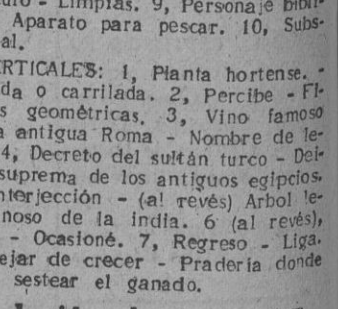 - Limpias. 9, Personaje bíbli-
Aparato para pescar. 10, Subs-
al.
ERTICALES: 1, Planta hortense. -
da o carrilada. 2, Percibe - Fi-
s geométricas. 3, Vino famoso
a antigua Roma - Nombre de le-
4, Decreto del sultán turco - Dei-
suprema de los antiguos egipcios.
nterjección - (al revés) Arbol le-
noso de la india. 6 (al revés),
- Ocasioné. 7, Regreso - Liga.
ejar de crecer - Pradería donde
sestear el ganado.